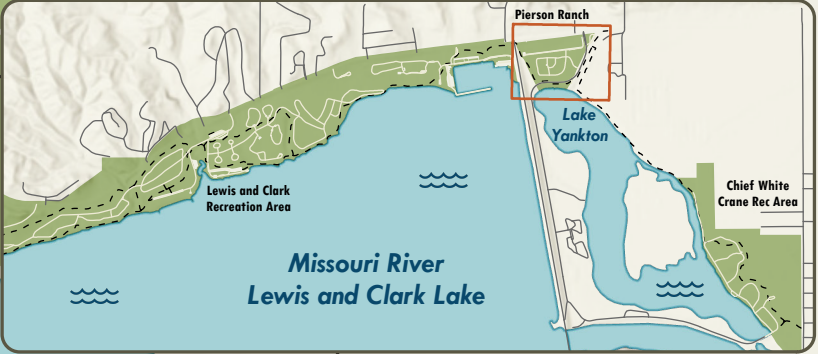 Pierson Ranch
Lake
Yankton
Chief White
Crane Rec Area
Lewis and Clark
Recreation Area
Missouri River
Lewis and Clark Lake